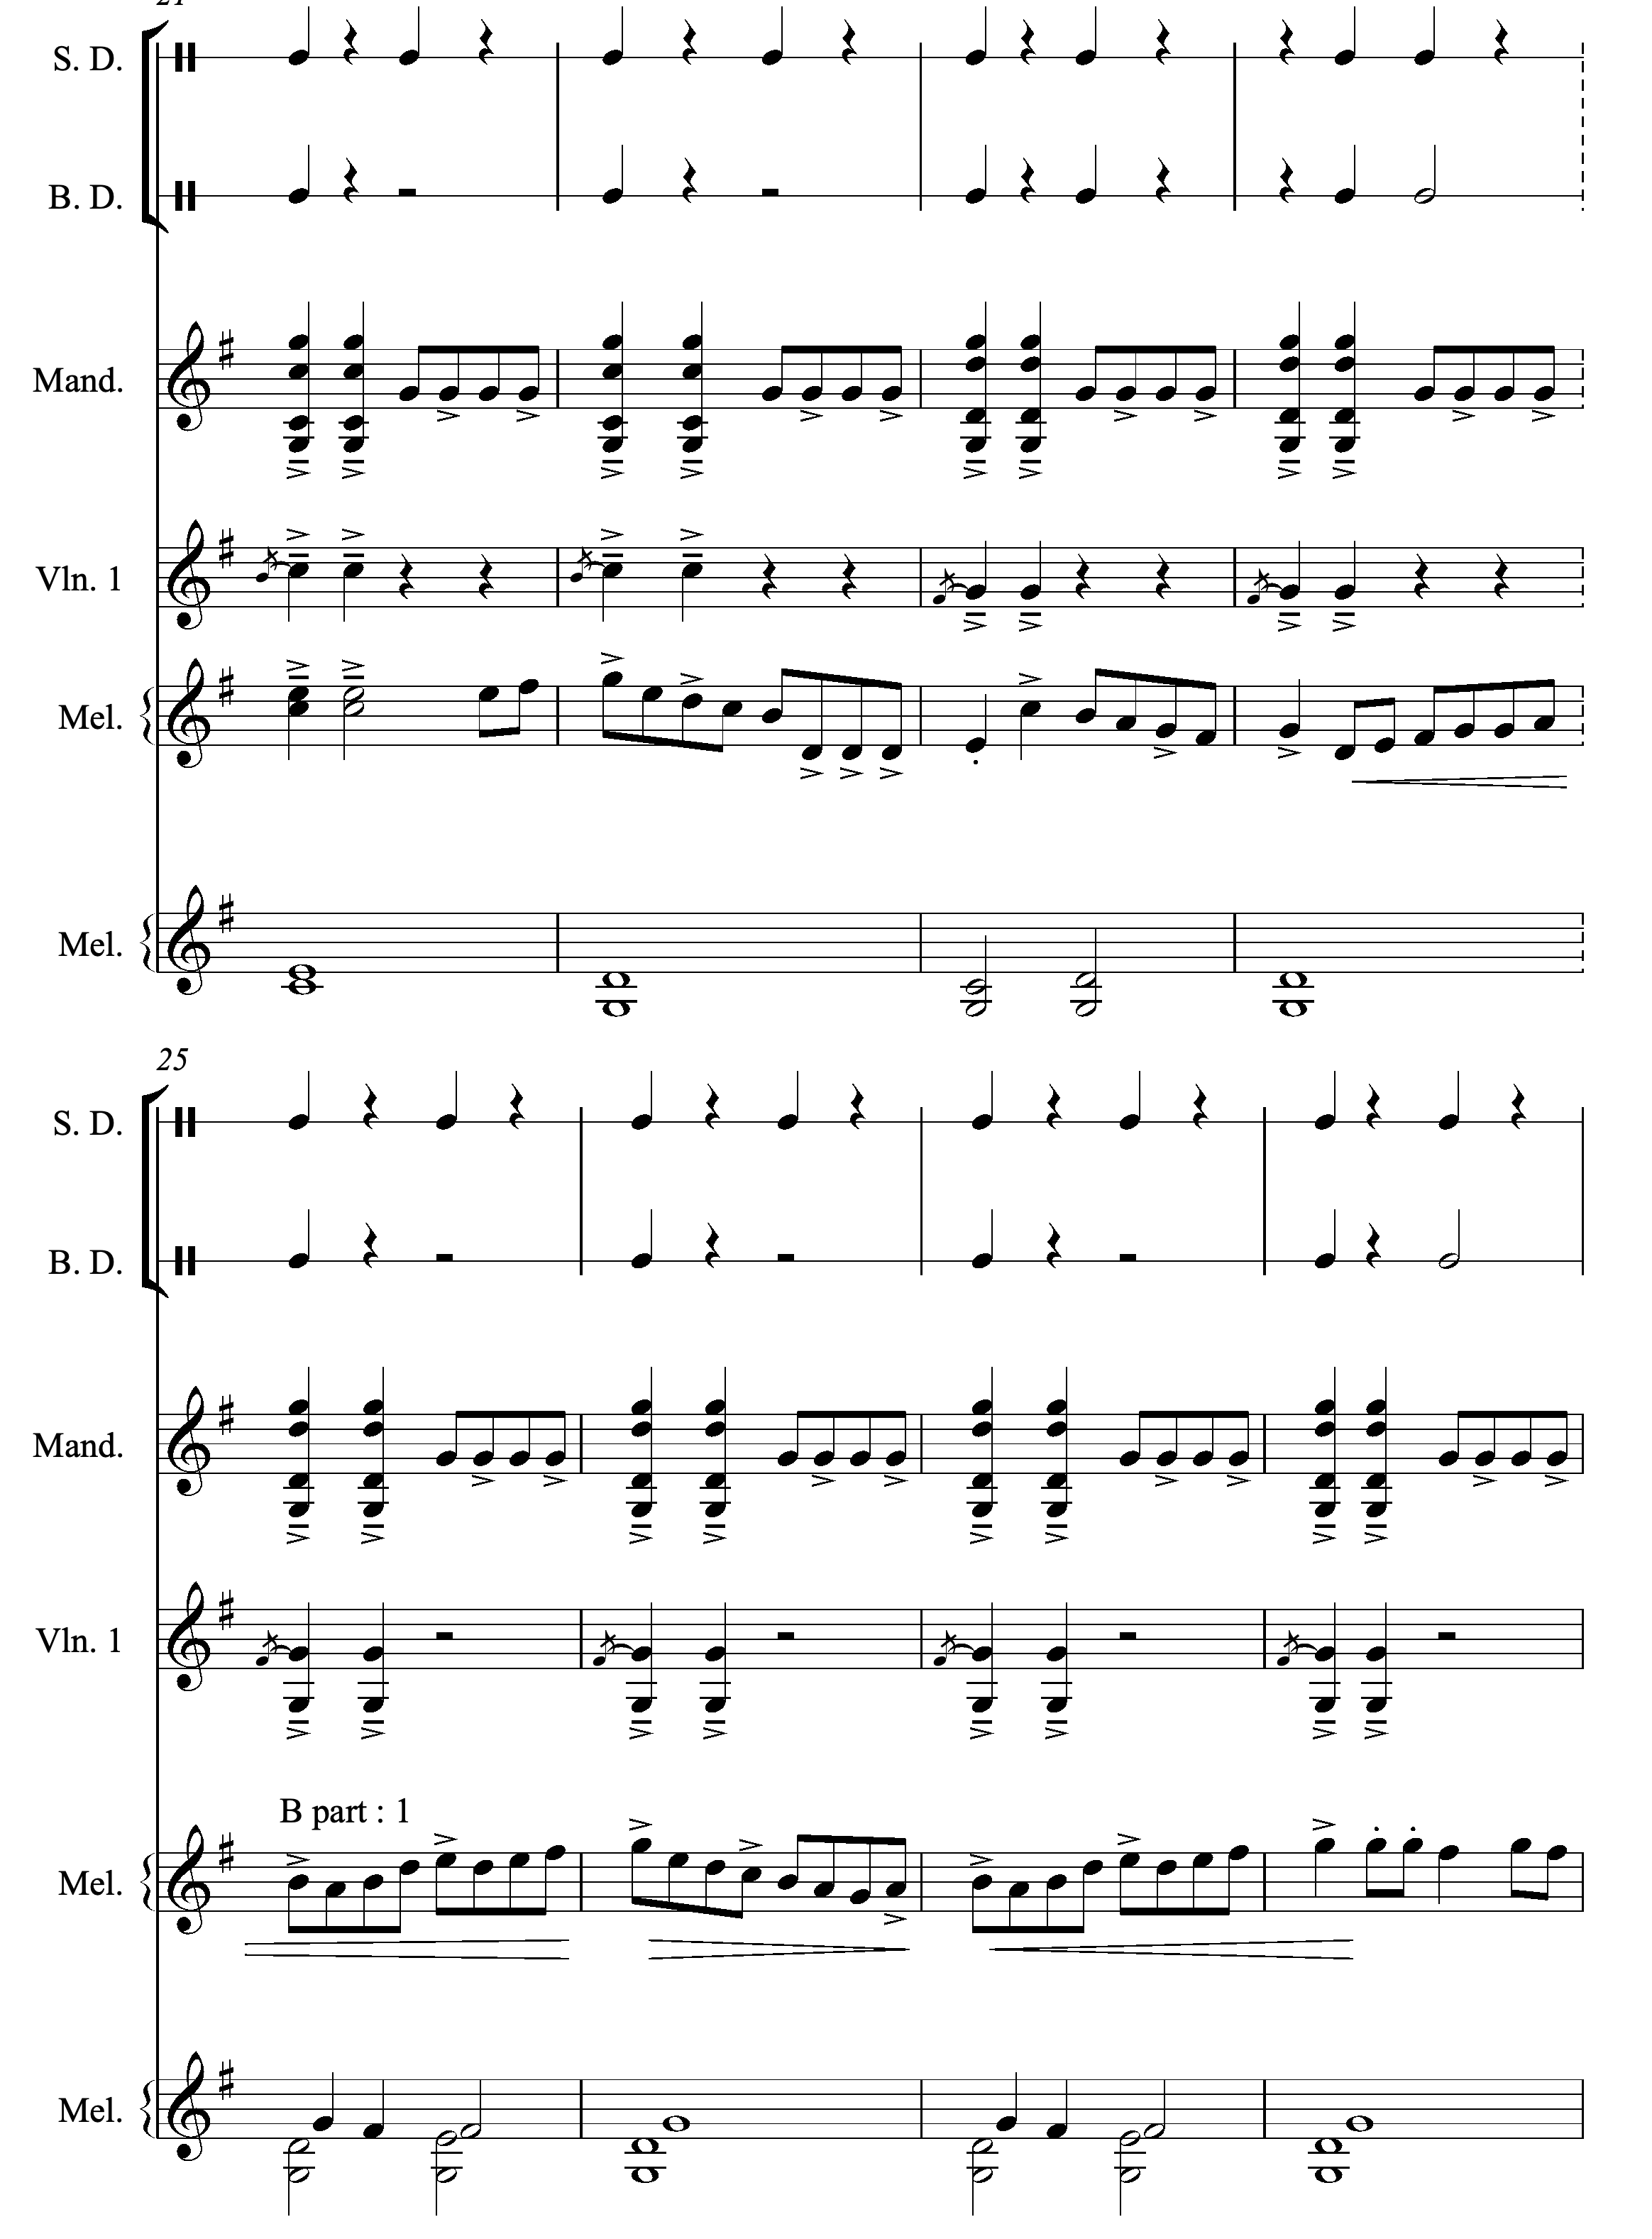 S. D.
B. D.
Mand.
Vln. 1
Mel.
Mel.
25
S. D.
B. D.
Mand.
Vln. 1
B part : 1
Mel.
Mel.